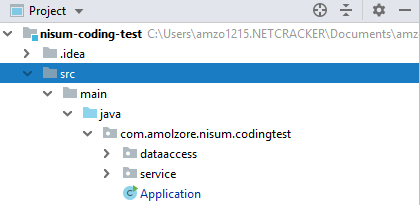 Project
nisum-coding-test C:\Users\amzo1215.NETCRACKER\Documents\amzo
.idea
src
main
java
com.amolzore.nisum.codingtest
dataaccess
service
Application